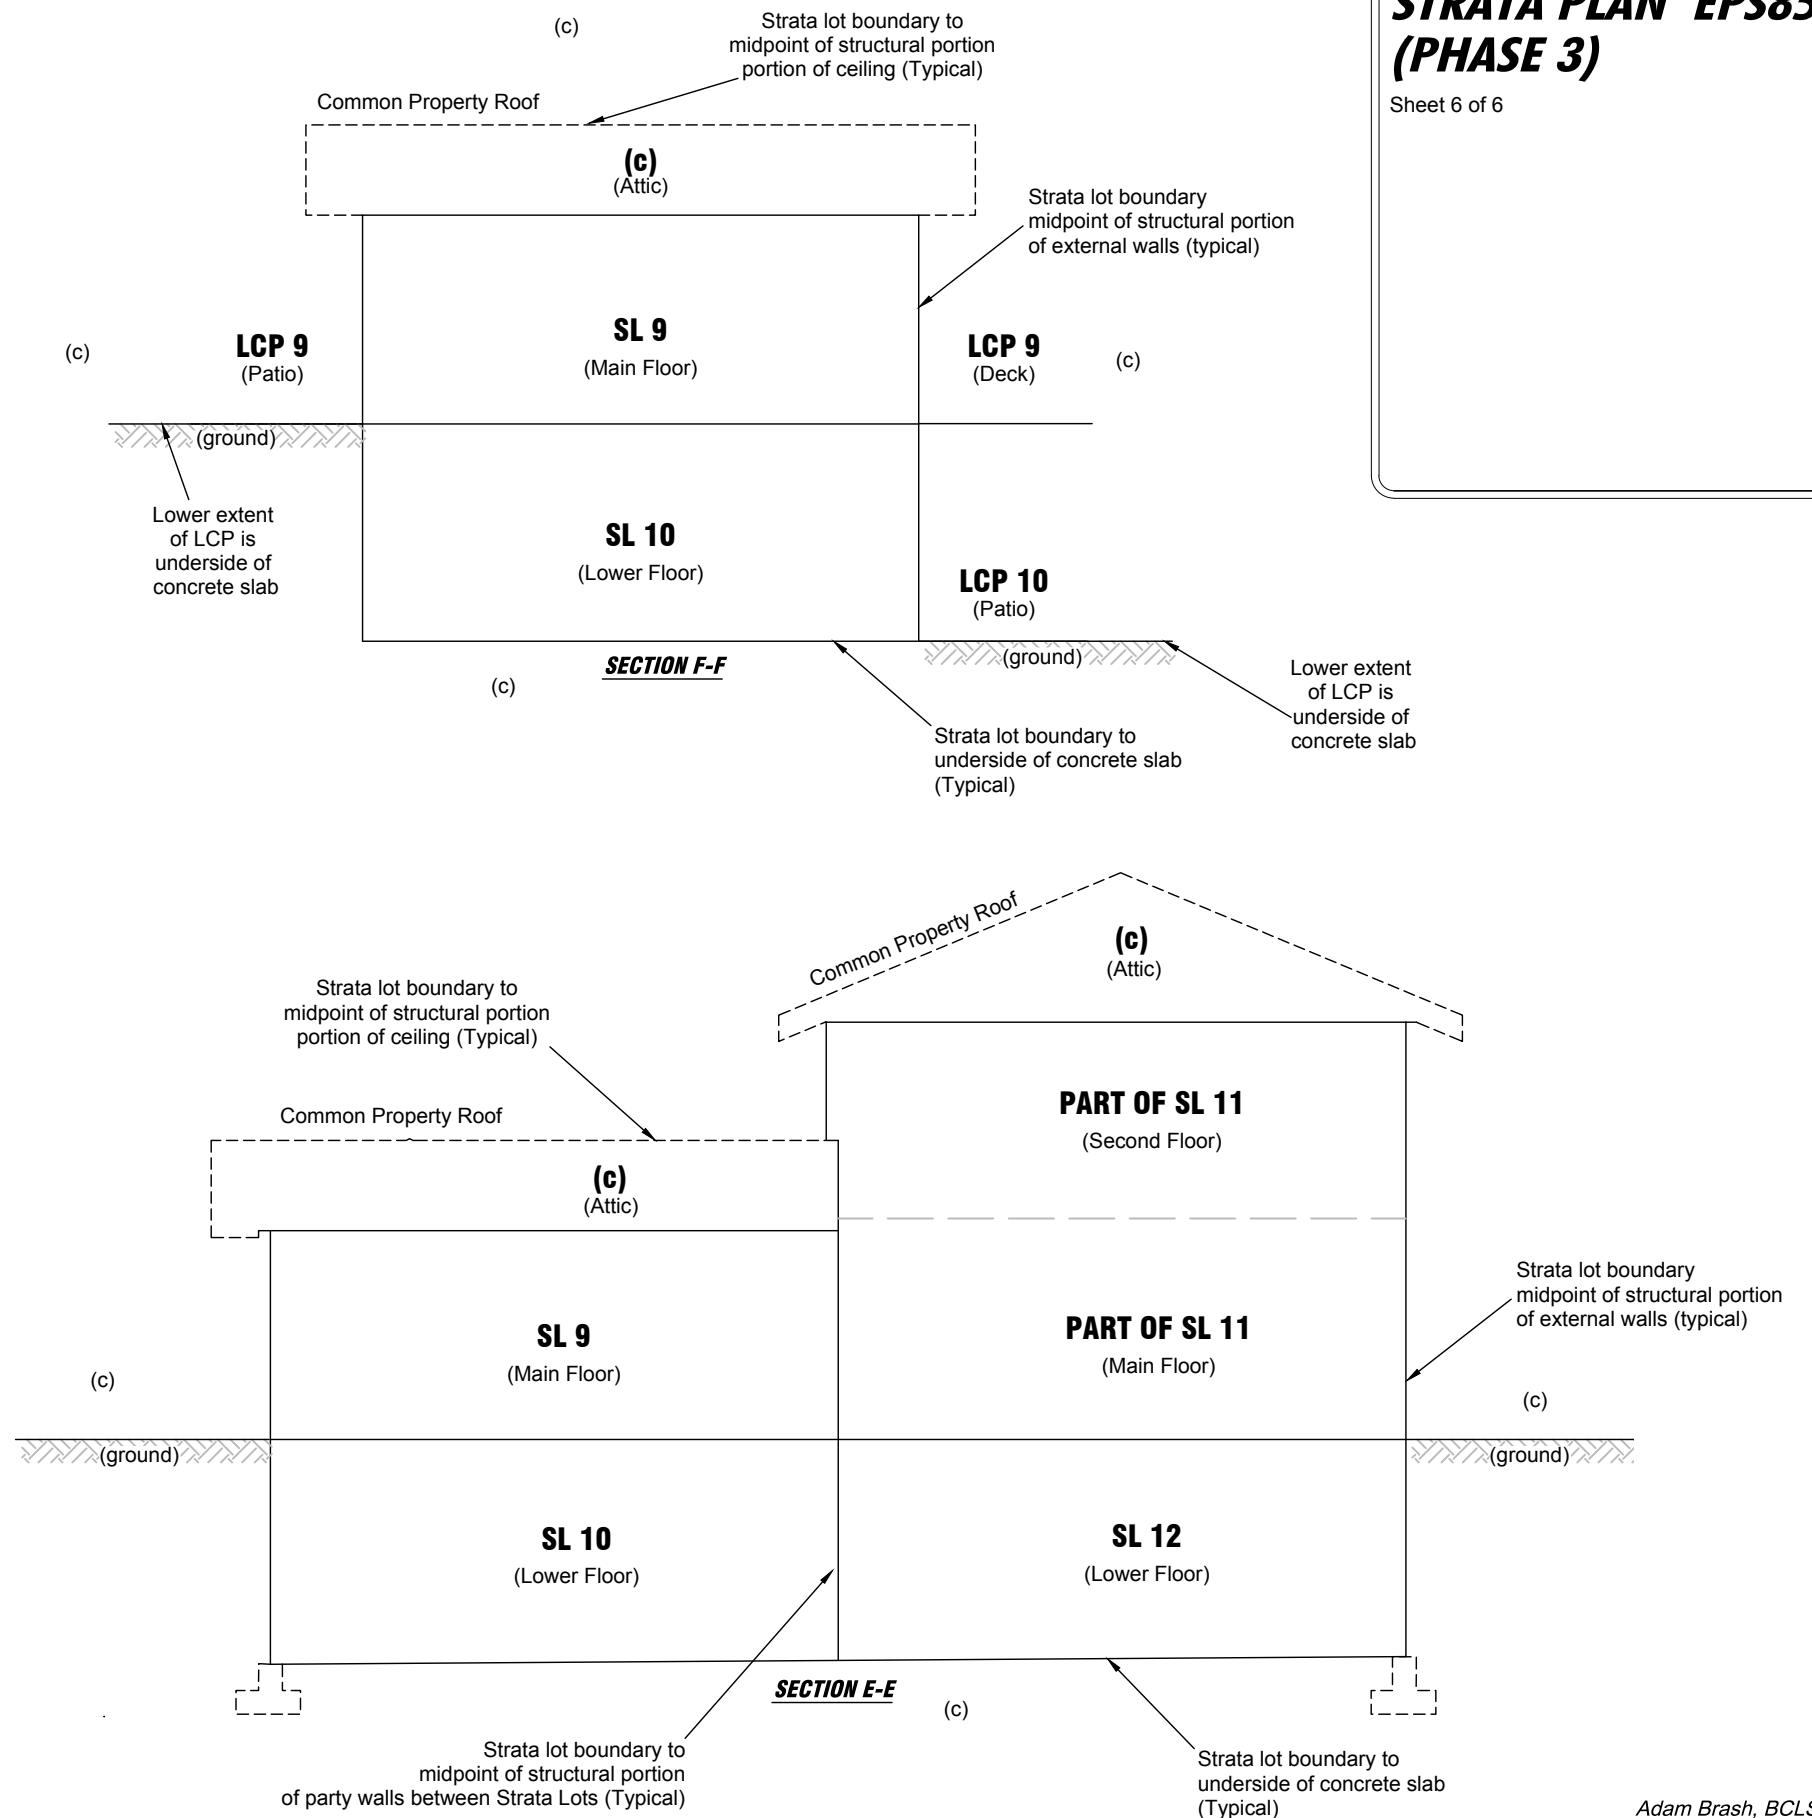 STRATA PLAN EPS83
(PHASE 3)
Sheet 6 of 6
(c)
Strata lot boundary to
midpoint of structural portion
portion of ceiling (Typical)
Common Property Roof
(c)
(Attic)
Strata lot boundary
midpoint of structural portion
of external walls (typical)
SL 9
(Main Floor)
(c)
LCP 9
(Patio)
LCP 9
(Deck)
(c)
(ground)
Lower extent
of LCP is
underside of
concrete slab
SL 10
(Lower Floor)
LCP 10
(Patio)
(ground)
SECTION F-F
(c)
Lower extent
of LCP is
underside of
concrete slab
Strata lot boundary to
underside of concrete slab
(Typical)
Common Property Roof
(c)
(Attic)
Strata lot boundary to
midpoint of structural portion
portion of ceiling (Typical)
Common Property Roof
(c)
(Attic)
PART OF SL 11
(Second Floor)
Strata lot boundary
midpoint of structural portion
of external walls (typical)
SL 9
(Main Floor)
PART OF SL 11
(Main Floor)
(c)
(c)
(ground)
(ground)
SL 10
(Lower Floor)
SL 12
(Lower Floor)
SECTION E-E
(c)
Strata lot boundary to
midpoint of structural portion
of party walls between Strata Lots (Typical)
Strata lot boundary to
underside of concrete slab
(Typical)
Adam Brash, BCLS